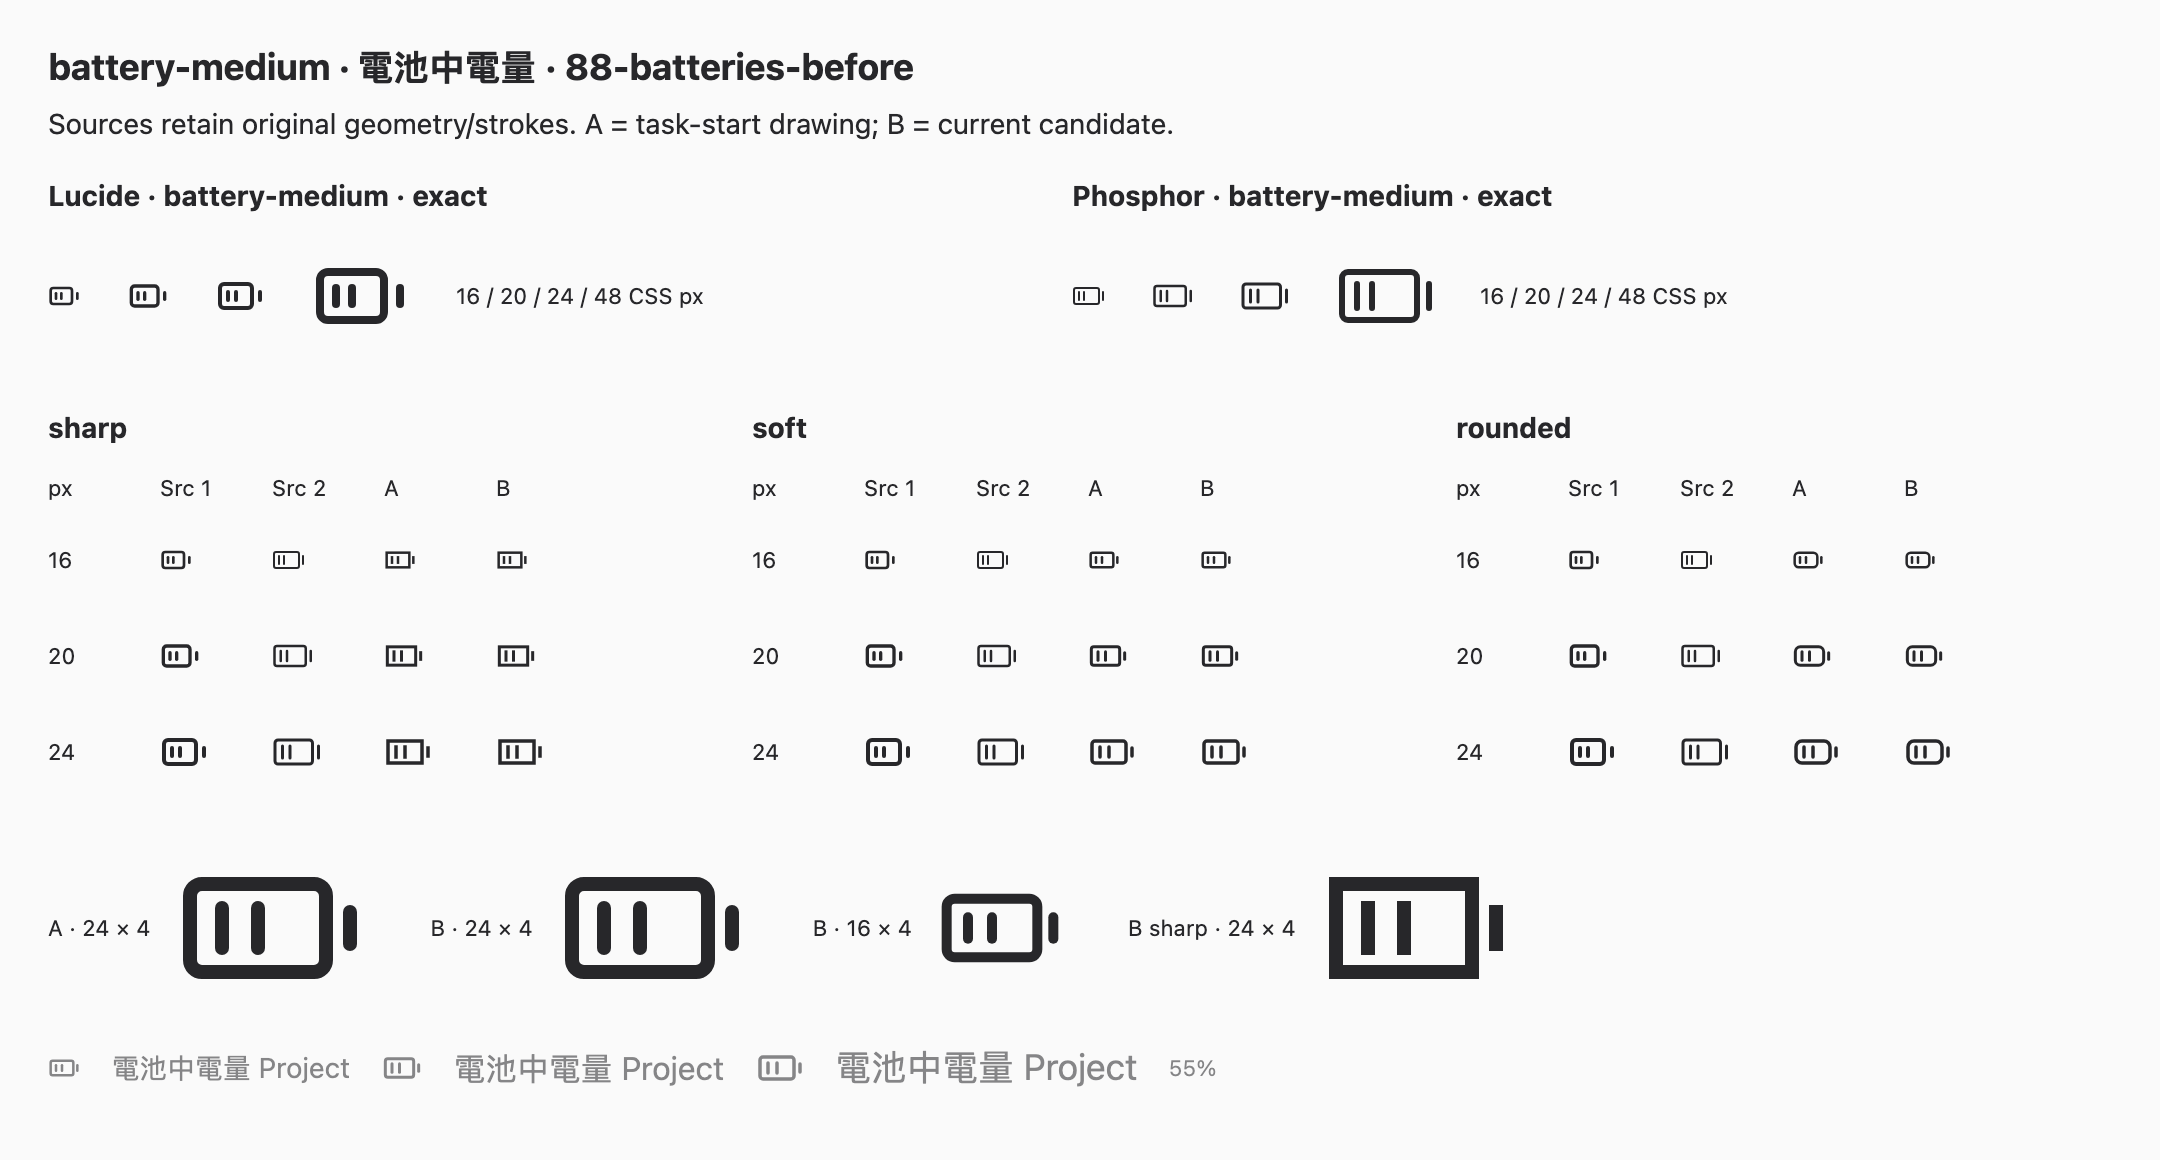 battery-medium · 電池中電量 · 88-batteries-before
Sources retain original geometry/strokes. A = task-start drawing; B = current candidate.
Lucide · battery-medium · exact
16 / 20 / 24 / 48 CSS px
Phosphor · battery-medium · exact
16 / 20 / 24 / 48 CSS px
sharp
px Src 1 Src 2 A B
16
20
24
soft
px Src 1 Src 2 A B
16
20
24
rounded
px Src 1 Src 2 A B
16
20
24
A · 24 × 4
B · 24 × 4
B · 16 × 4
B sharp · 24 × 4
電池中電量 Project 電池中電量 Project 電池中電量 Project 55%